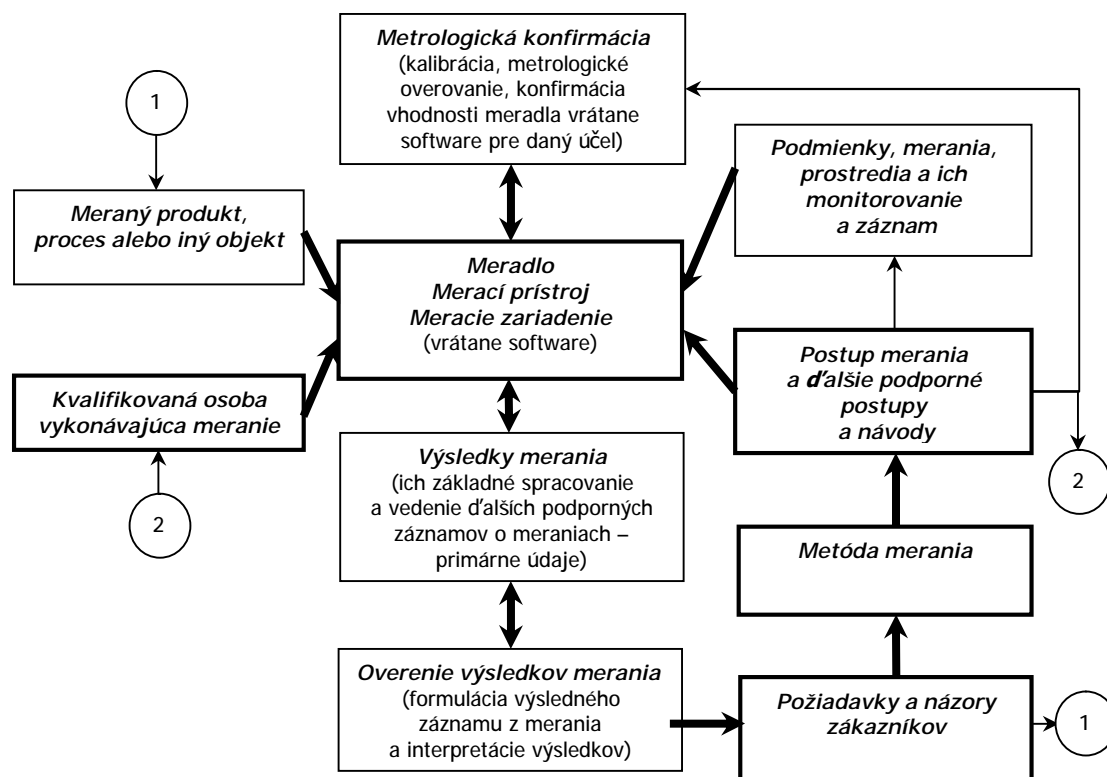 Metrologická konfirmácia
(kalibrácia, metrologické
overovanie, konfirmácia
vhodnosti meradla vrátane
software pre daný účel)
1
Podmienky, merania,
prostredia a ich
monitorovanie
a záznam
Meraný produkt,
proces alebo iný objekt
Meradlo
Merací prístroj
Meracie zariadenie
(vrátane software)
Postup merania
a ďalšie podporné
postupy
a návody
Kvalifikovaná osoba
vykonávajúca meranie
Výsledky merania
(ich základné spracovanie
a vedenie ďalších podporných
záznamov o meraniach –
primárne údaje)
2
2
Metóda merania
Overenie výsledkov merania
(formulácia výsledného
záznamu z merania
a interpretácie výsledkov)
Požiadavky a názory
zákazníkov
1